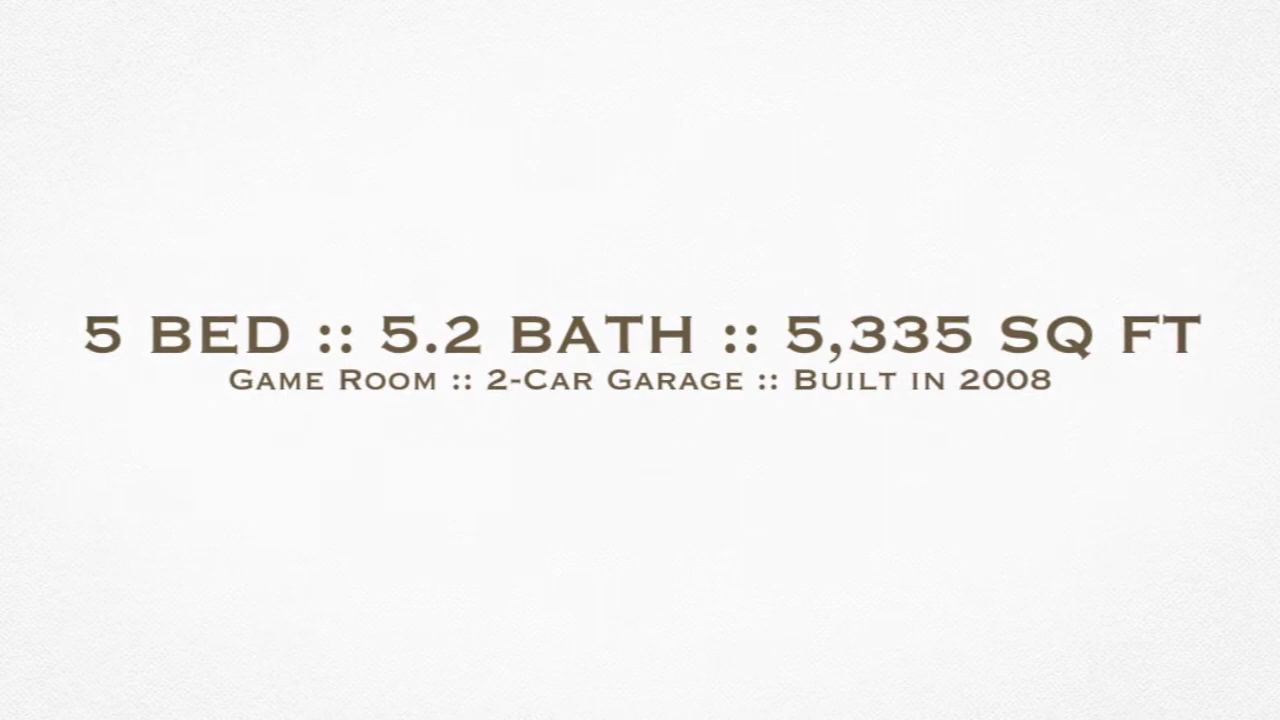 5 BED :: 5.2 BATH :: 5,335 SQ FT
Game Room :: 2-Car Garage :: Built in 2008